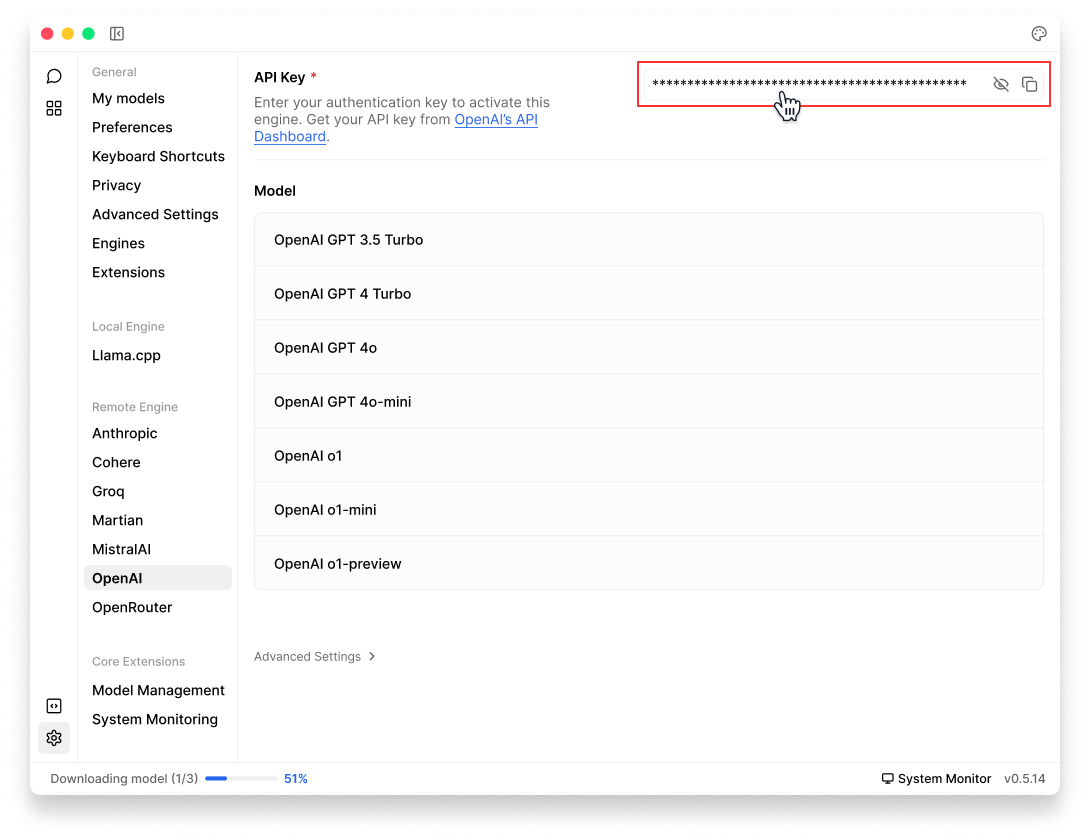 General
My models
Preferences
Keyboard Shortcuts
Privacy
Advanced Settings
Engines
Extensions
Local Engine
Llama.cpp
Remote Engine
Anthropic
Cohere
Groq
Martian
MistralAI
OpenAI
OpenRouter
Core Extensions
Model Management
System Monitoring
API Key *
Enter your authentication key to activate this
engine. Get your API key from OpenAI's API
Dashboard.
*********************************************
Model
OpenAI GPT 3.5 Turbo
OpenAI GPT 4 Turbo
OpenAI GPT 4o
OpenAI GPT 4o-mini
OpenAI o1
OpenAI o1-mini
OpenAI o1-preview
Advanced Settings
Downloading model (1/3) 51%
System Monitor v0.5.14